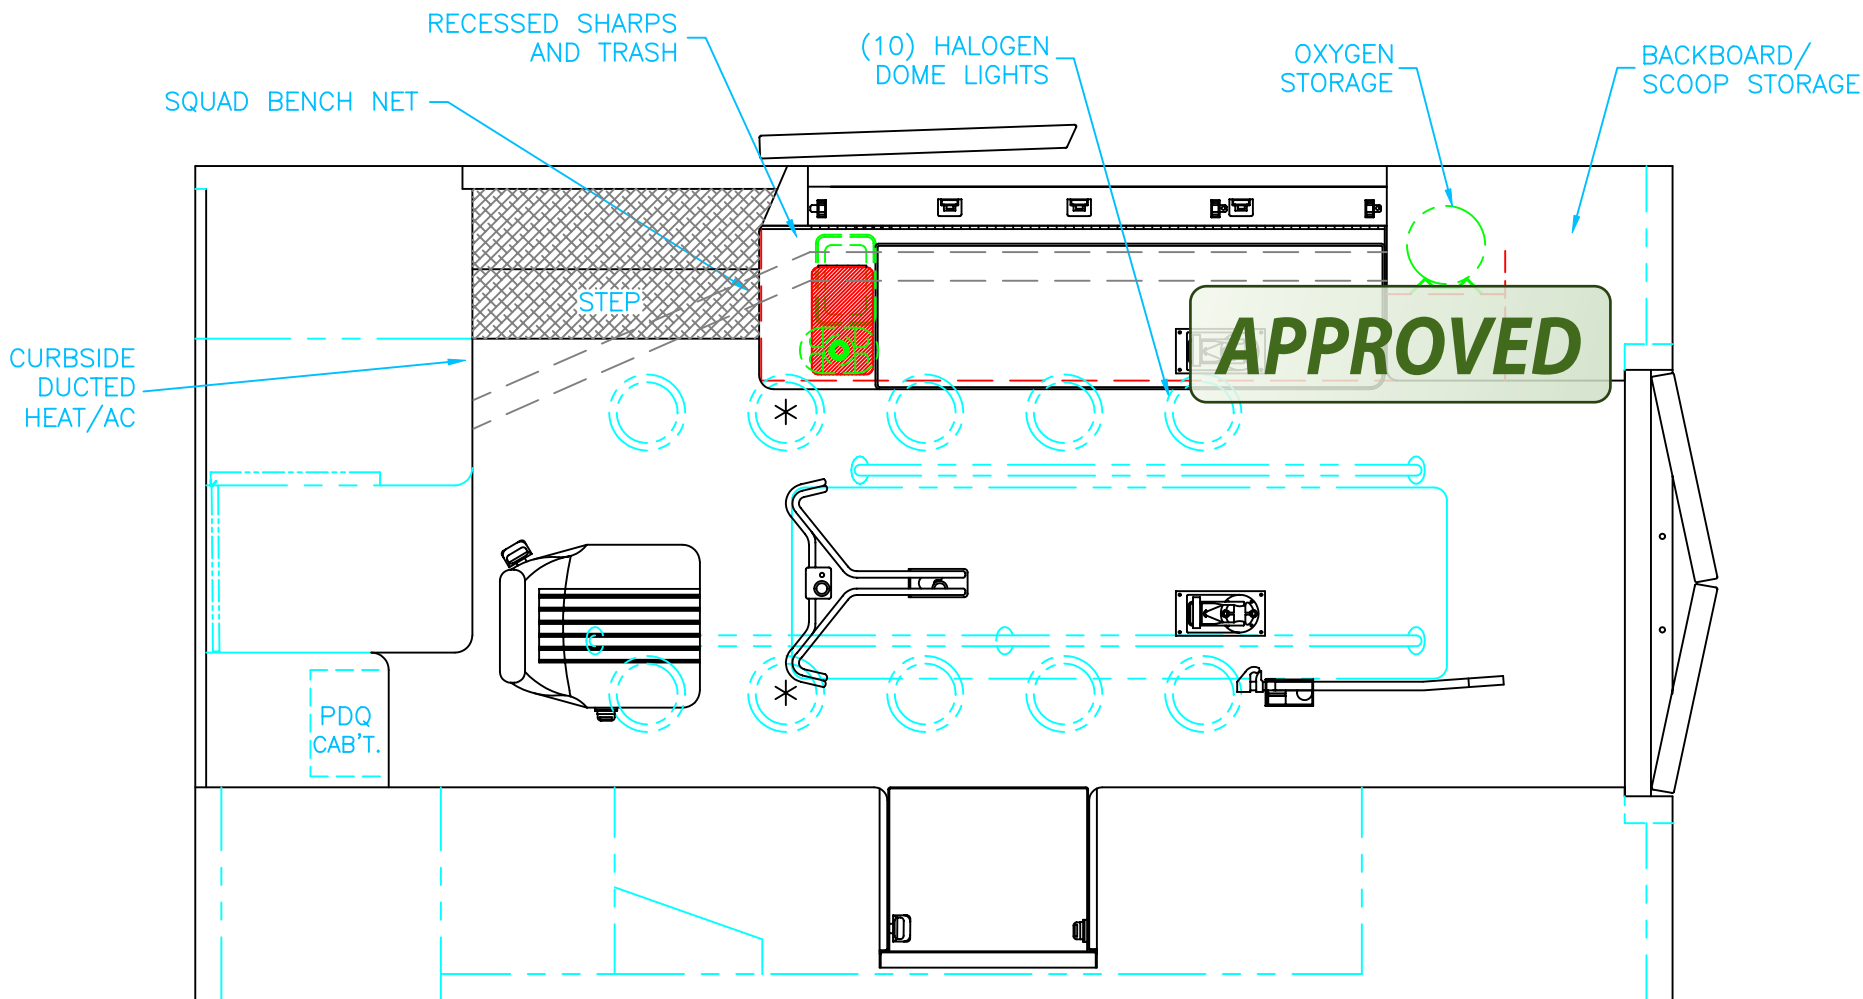 RECESSED SHARPS
AND TRASH
(10) HALOGEN
DOME LIGHTS
OXYGEN
STORAGE
BACKBOARD/
SCOOP STORAGE
SQUAD BENCH NET
STEP
APPROVED
CURBSIDE
DUCTED
HEAT/AC
PDQ
CAB'T.